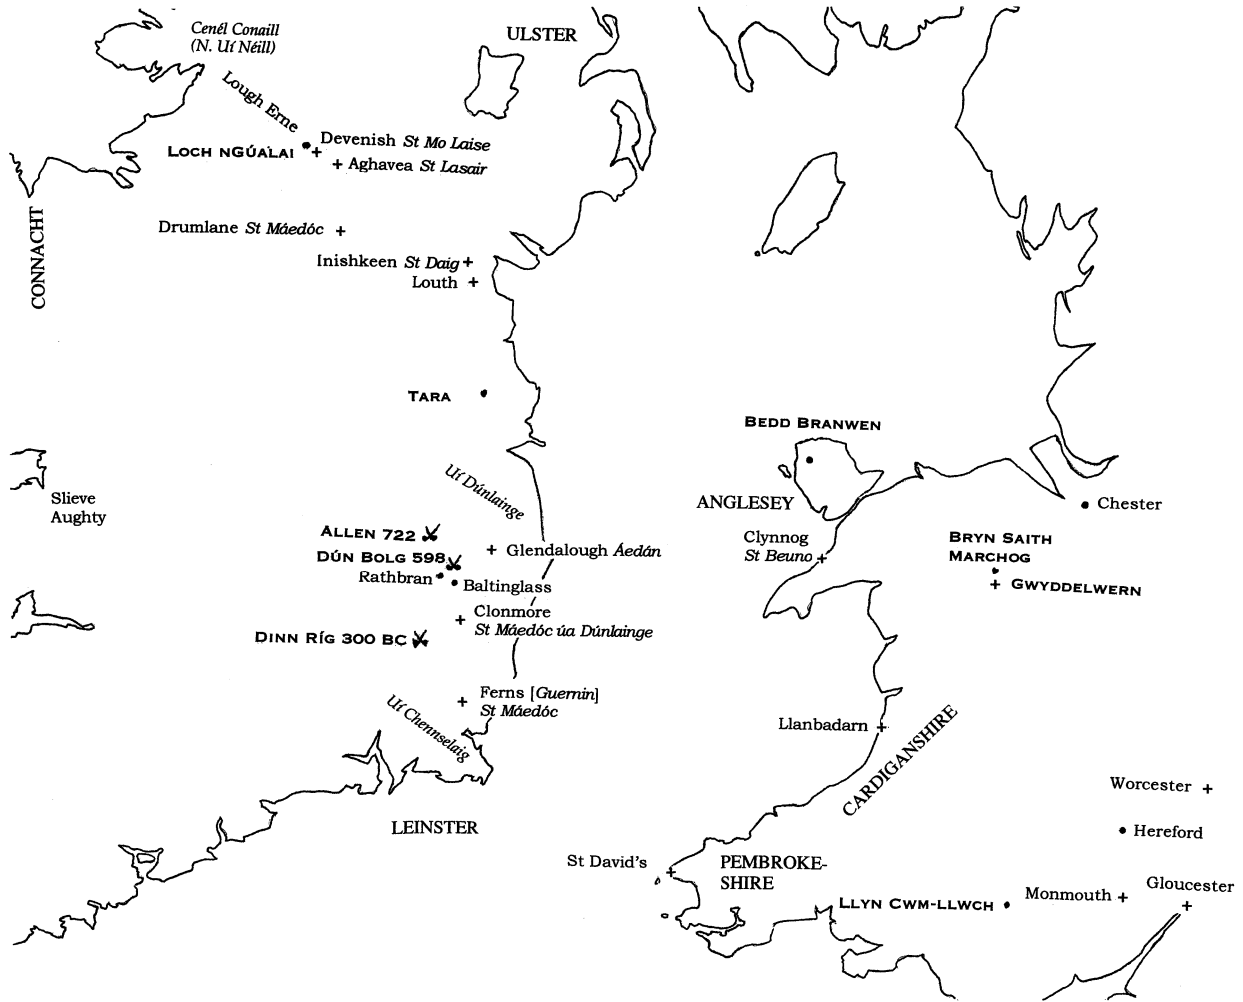 Cenél Conaill
(N. Uí Néill)
ULSTER
Lough Erne
Devenish St Mo Laise
LOCH NGÚALAI
Aghavea St Lasair
CONNACHT
Drumlane St Máedóc
Inishkeen St Daig
Louth
TARA
BEDD BRANWEN
Uí Dúnlainge
Slieve
Aughty
ANGLESEY
Chester
ALLEN 722
Glendalough Áedán
Clynnog
St Beuno
BRYN SAITH
MARCHOG
DÚN BOLG 598
Rathbran
Baltinglass
GWYDDELWERN
Clonmore
St Máedóc úa Dúnlainge
DINN RÍG 300 BC
Ferns [Guernin]
St Máedóc
Uí Chennselaig
Llanbadarn
CARDIGANSHIRE
Worcester
LEINSTER
Hereford
St David's
PEMBROKE-
SHIRE
LLYN CWM-LLWCH
Monmouth
Gloucester